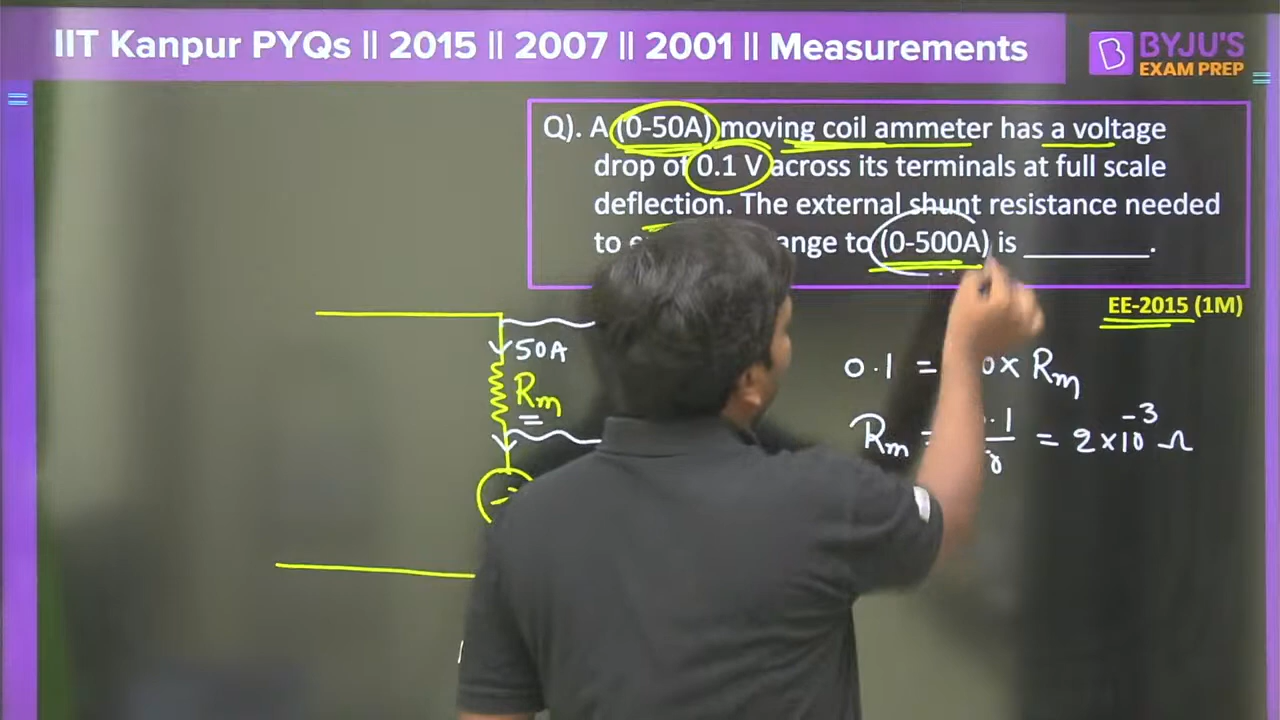 IIT Kanpur PYQs || 2015 || 2007 || 2001 || Measurements
BYJU'S
EXAM PREP
Q). A (0-50A) moving coil ammeter has a voltage
drop of 0.1 V across its terminals at full scale
deflection. The external shunt resistance needed
to ange to (0-500A) is ________.
EE-2015 (1M)
50A
Rm
0.1 = 0 x Rm
Rm = .1 = 2 x 10^-3 Ω